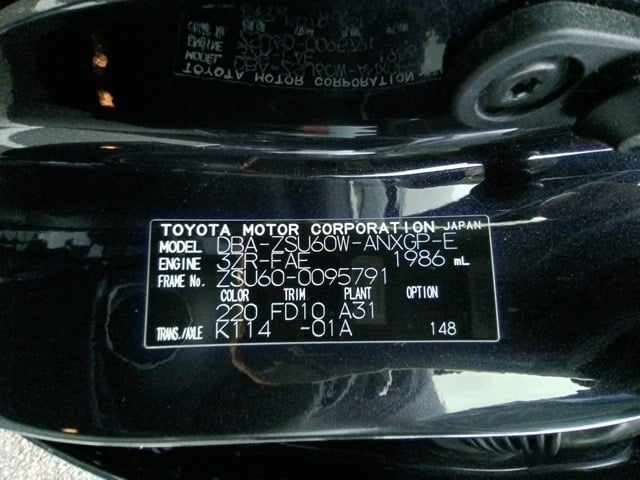 TOYOTA MOTOR CORPORATION JAPAN
MODEL DBA-ZSU60W-ANXGP-E
ENGINE 3ZR-FAE 1986 mL
FRAME No. ZSU60-0095791
COLOR TRIM PLANT OPTION
220 FD10 A31
TRANS./AXLE K114 -01A 148